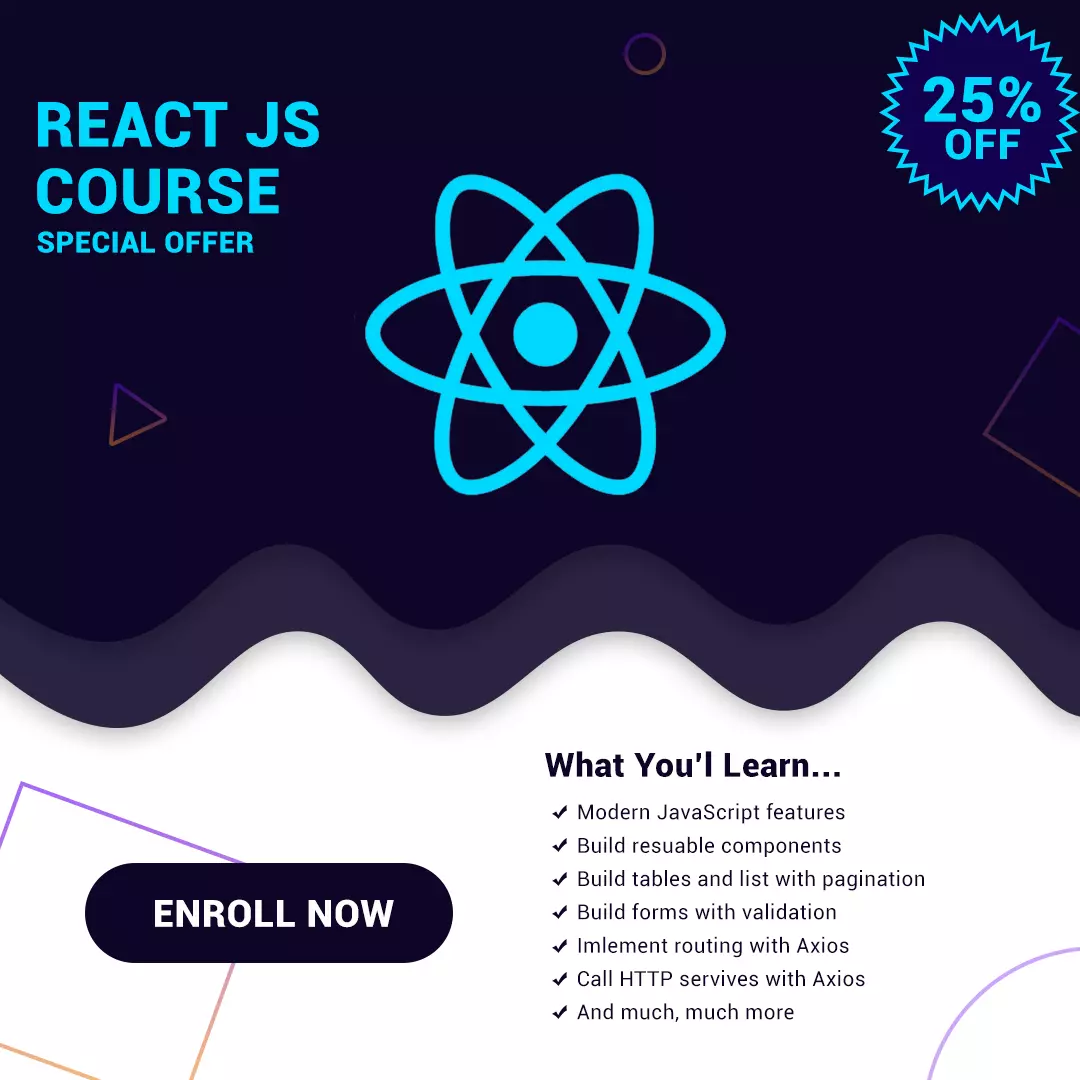 REACT JS
COURSE
SPECIAL OFFER
25%
OFF
What You'l Learn...
Modern JavaScript features
Build resuable components
Build tables and list with pagination
Build forms with validation
Imlement routing with Axios
Call HTTP servives with Axios
And much, much more
ENROLL NOW